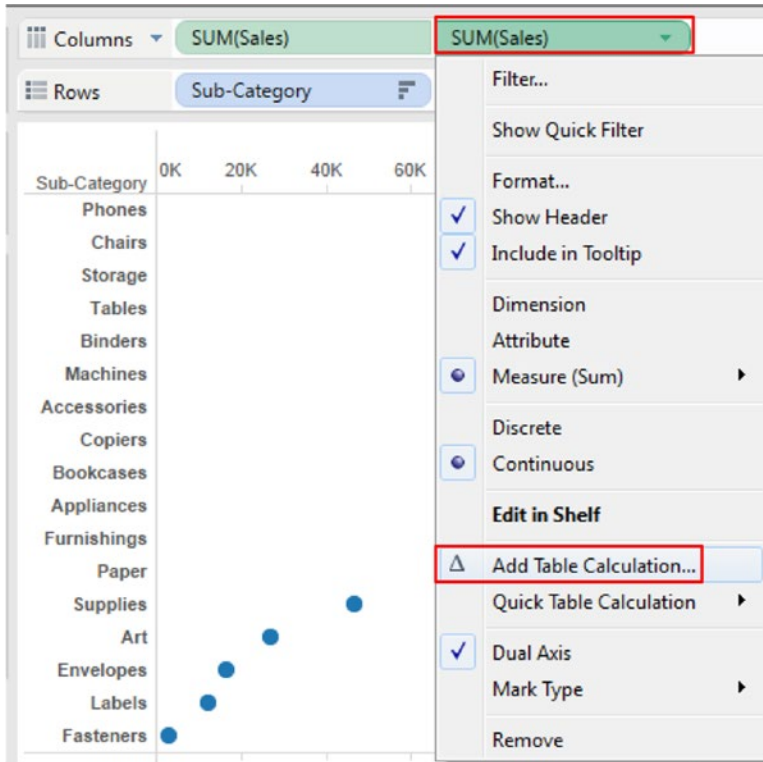 Columns SUM(Sales) SUM(Sales)
Rows Sub-Category
Sub-Category 0K 20K 40K 60K
Phones
Chairs
Storage
Tables
Binders
Machines
Accessories
Copiers
Bookcases
Appliances
Furnishings
Paper
Supplies
Art
Envelopes
Labels
Fasteners
Filter...
Show Quick Filter
Format...
Show Header
Include in Tooltip
Dimension
Attribute
Measure (Sum)
Discrete
Continuous
Edit in Shelf
Add Table Calculation...
Quick Table Calculation
Dual Axis
Mark Type
Remove